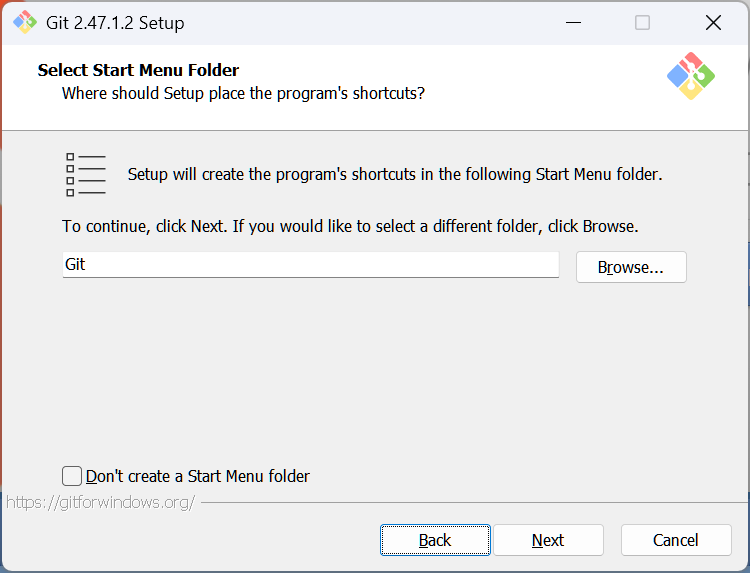 Git 2.47.1.2 Setup
Select Start Menu Folder
Where should Setup place the program's shortcuts?
Setup will create the program's shortcuts in the following Start Menu folder.
To continue, click Next. If you would like to select a different folder, click Browse.
Git
Browse...
Don't create a Start Menu folder
https://gitforwindows.org/
Back
Next
Cancel